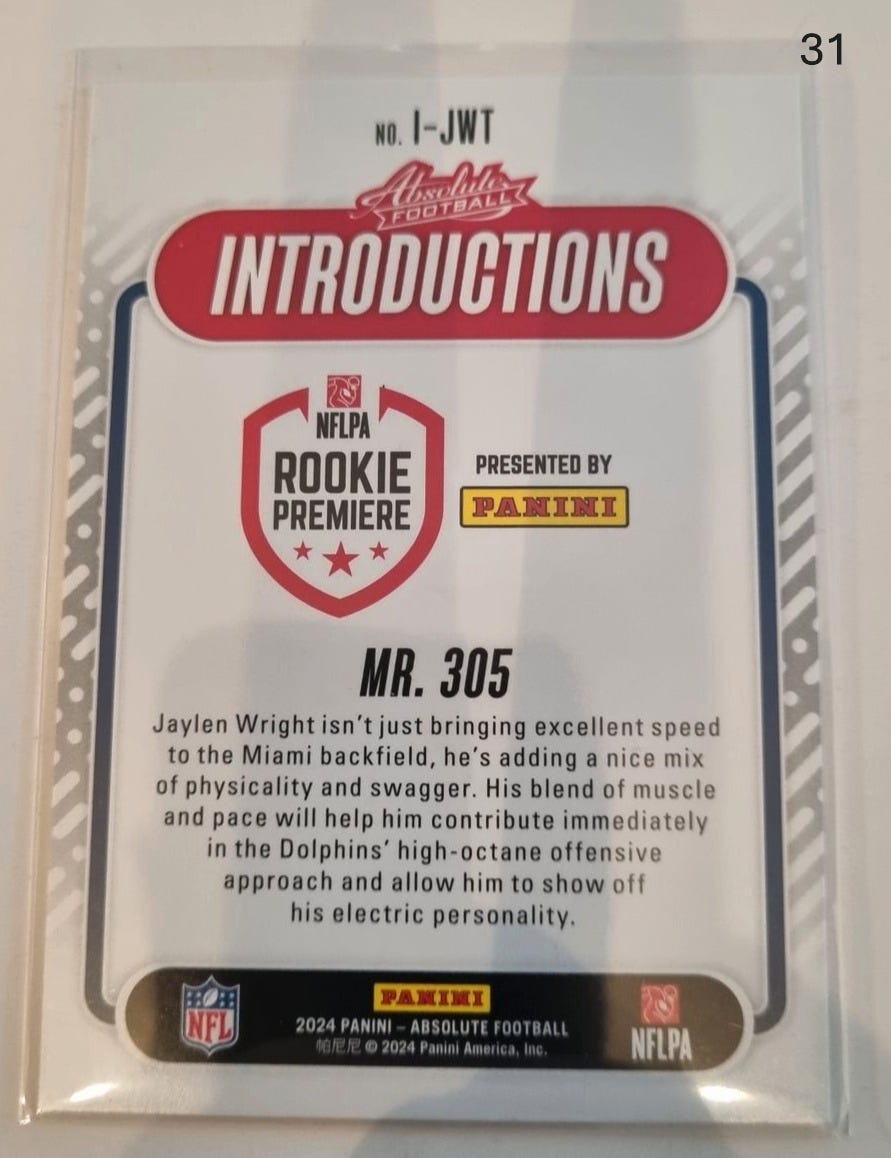 31
NO. I-JWT
Absolute
FOOTBALL
INTRODUCTIONS
NFLPA
ROOKIE
PREMIERE
PRESENTED BY
PANINI
MR. 305
Jaylen Wright isn't just bringing excellent speed
to the Miami backfield, he's adding a nice mix
of physicality and swagger. His blend of muscle
and pace will help him contribute immediately
in the Dolphins' high-octane offensive
approach and allow him to show off
his electric personality.
NFL
PANINI
2024 PANINI – ABSOLUTE FOOTBALL
帕尼尼 © 2024 Panini America, Inc.
NFLPA